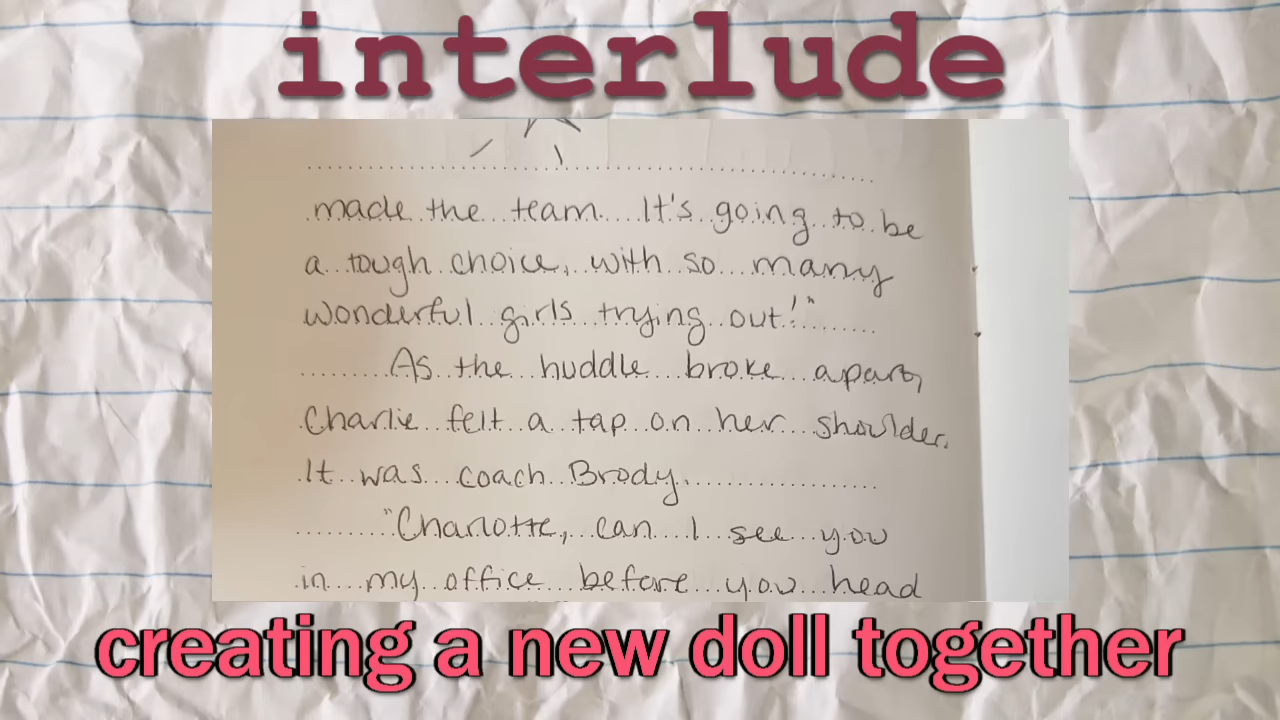 interlude
made the team. It's going to be
a tough choice, with so many
wonderful girls trying out!"
As the huddle broke apart,
Charlie felt a tap on her shoulder.
It was coach Brody.
"Charlotte, can I see you
in my office before you head
creating a new doll together